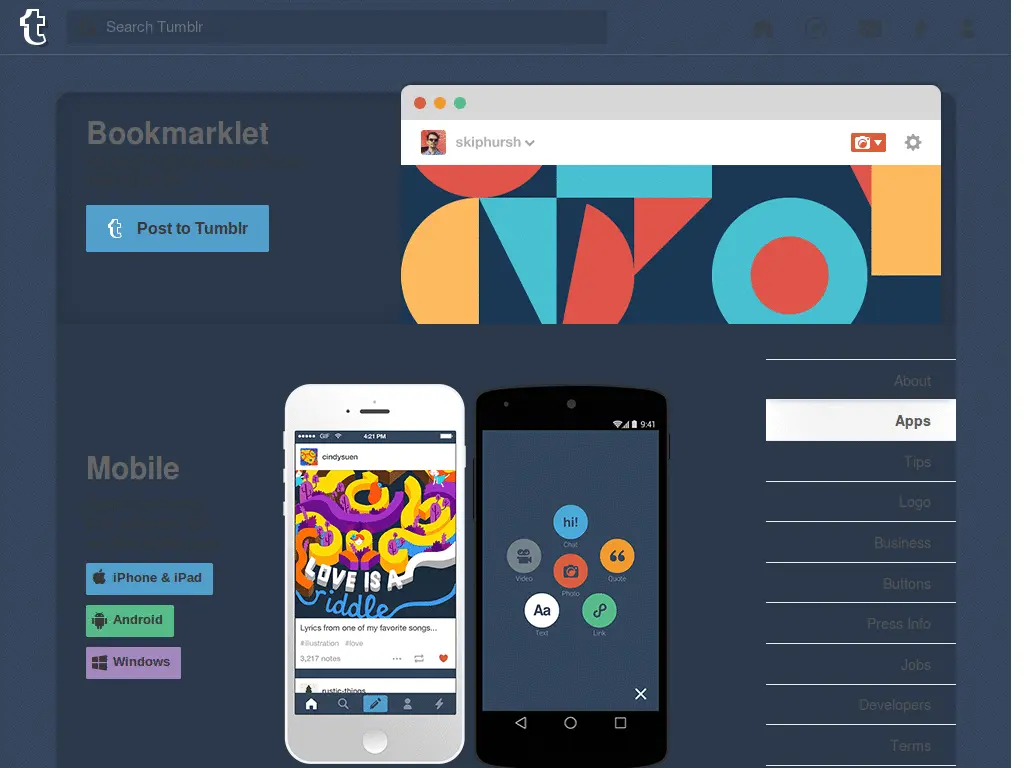 Search Tumblr
Bookmarklet
Post to Tumblr
skiphursh
Mobile
iPhone & iPad
Android
Windows
GIF
4:21 PM
cindysuen
LOVE IS A
riddle
Lyrics from one of my favorite songs...
#illustration #love
3,217 notes
rustic-things
9:41
hi!
Chat
Video
Quote
Photo
Aa
Text
Link
About
Apps
Tips
Logo
Business
Buttons
Press Info
Jobs
Developers
Terms